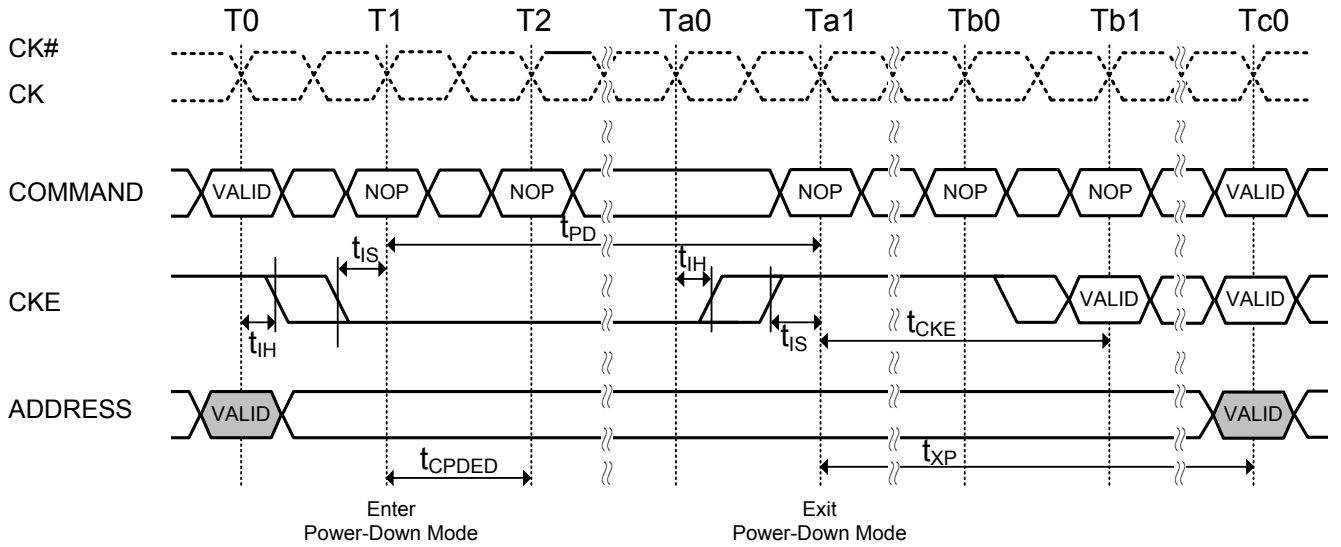 T0 T1 T2 Ta0 Ta1 Tb0 Tb1 Tc0
CK#
CK
COMMAND VALID NOP NOP NOP NOP NOP VALID
tPD
tIS tIH
CKE VALID VALID
tIH tIS tCKE
ADDRESS VALID VALID
tCPDED tXP
Enter
Power-Down Mode
Exit
Power-Down Mode